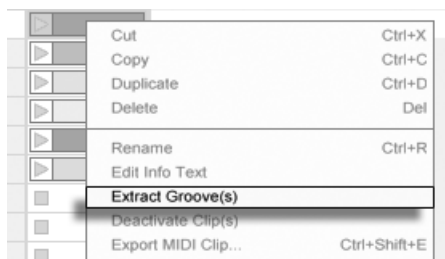 Cut Ctrl+X
Copy Ctrl+C
Duplicate Ctrl+D
Delete Del
Rename Ctrl+R
Edit Info Text
Extract Groove(s)
Deactivate Clip(s)
Export MIDI Clip... Ctrl+Shift+E